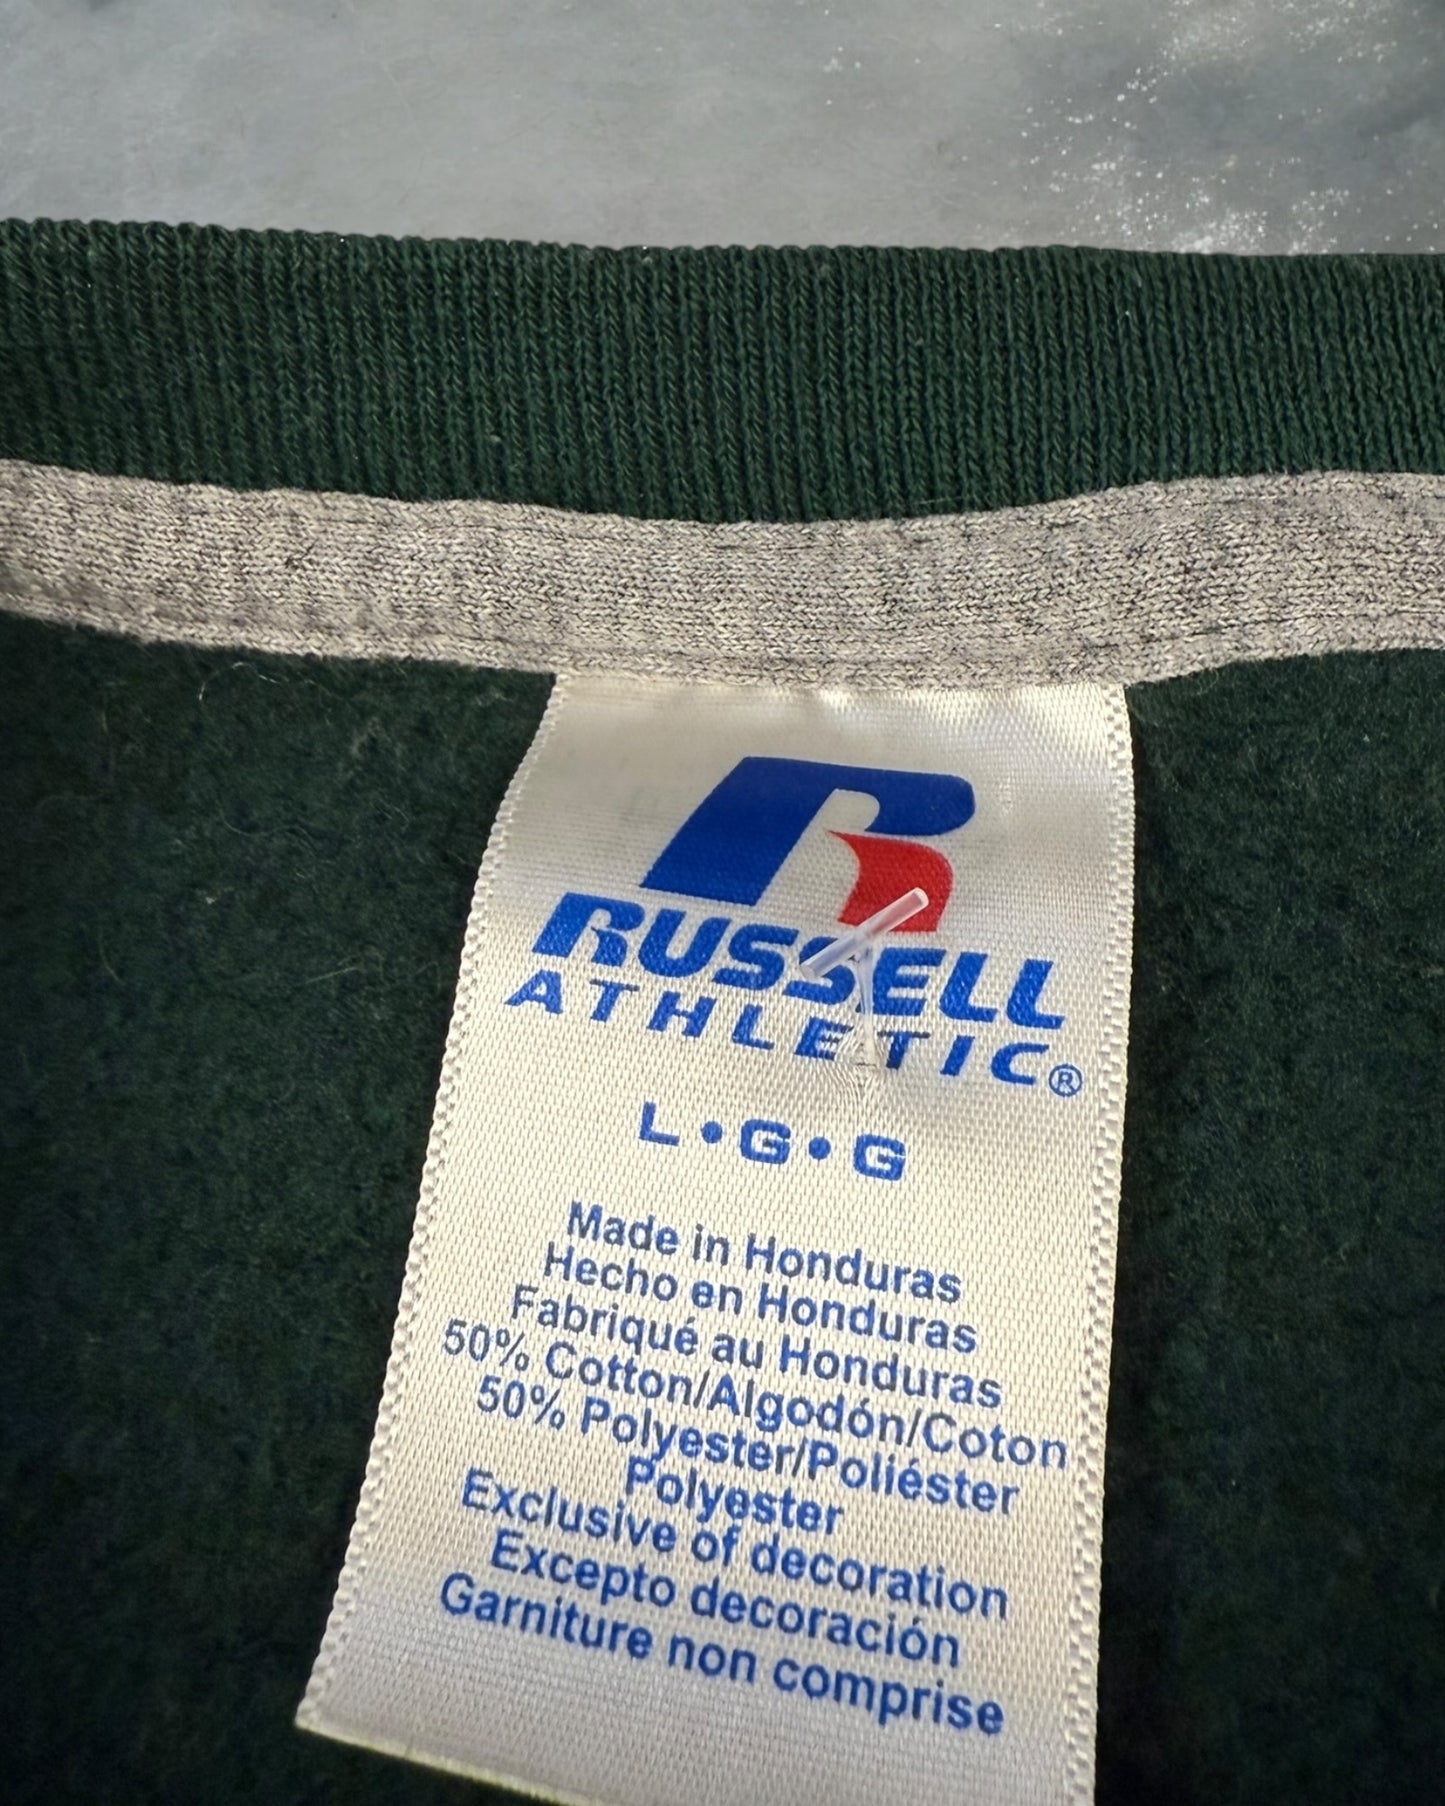 RUSSELL
ATHLETIC®
L•G•G
Made in Honduras
Hecho en Honduras
Fabriqué au Honduras
50% Cotton/Algodón/Coton
50% Polyester/Poliéster
Polyester
Exclusive of decoration
Excepto decoración
Garniture non comprise